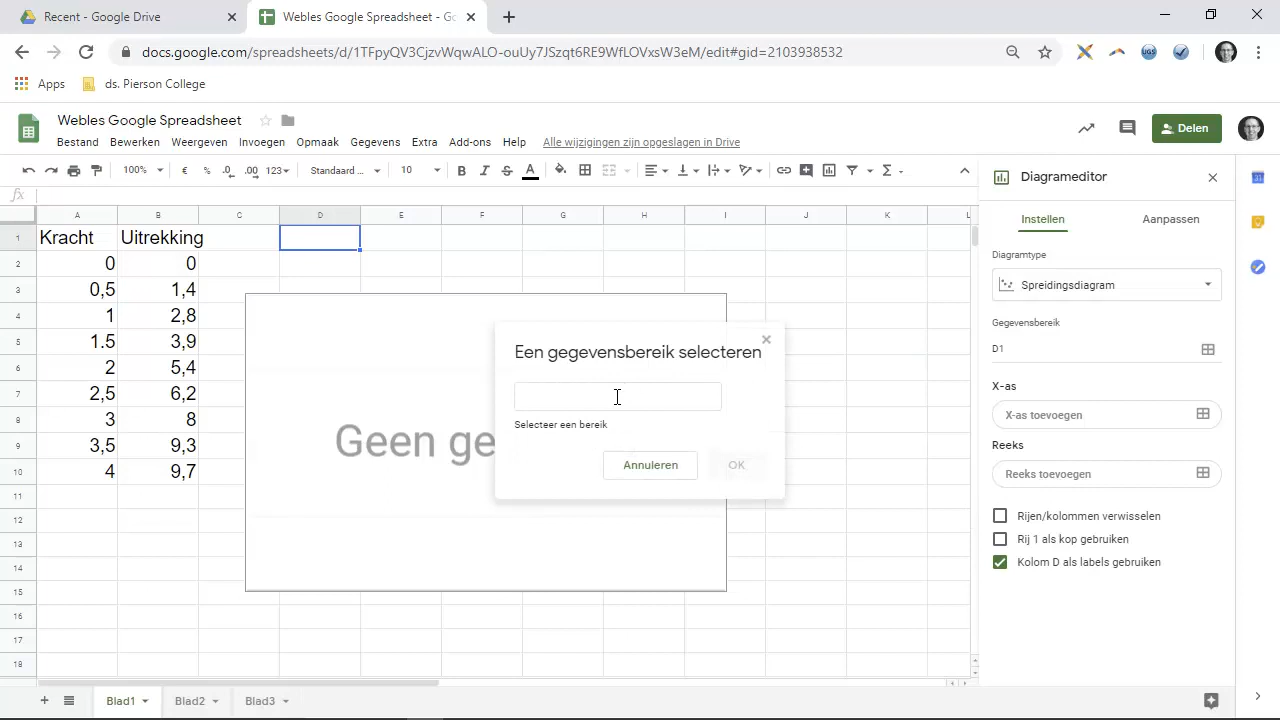 Recent - Google Drive
Webles Google Spreadsheet - Go
docs.google.com/spreadsheets/d/1TFpyQV3CjzvWqwALO-ouUy7JSzqt6RE9WfLOVxsW3eM/edit#gid=2103938532
Apps ds. Pierson College
Webles Google Spreadsheet
Bestand Bewerken Weergeven Invoegen Opmaak Gegevens Extra Add-ons Help Alle wijzigingen zijn opgeslagen in Drive
Delen
100% € % .0 .00 123 Standaard ... 10 B I S A Σ
fx
A B C D E F G H I J K L
1 Kracht Uitrekking
2 0 0
3 0,5 1,4
4 1 2,8
5 1.5 3,9
6 2 5,4
7 2,5 6,2
8 3 8
9 3,5 9,3
10 4 9,7
11
12
13
14
15
16
17
18
Geen ge
Een gegevensbereik selecteren
Selecteer een bereik
Annuleren OK
Diagrameditor
Instellen Aanpassen
Diagramtype
Spreidingsdiagram
Gegevensbereik
D1
X-as
X-as toevoegen
Reeks
Reeks toevoegen
Rijen/kolommen verwisselen
Rij 1 als kop gebruiken
Kolom D als labels gebruiken
Blad1 Blad2 Blad3